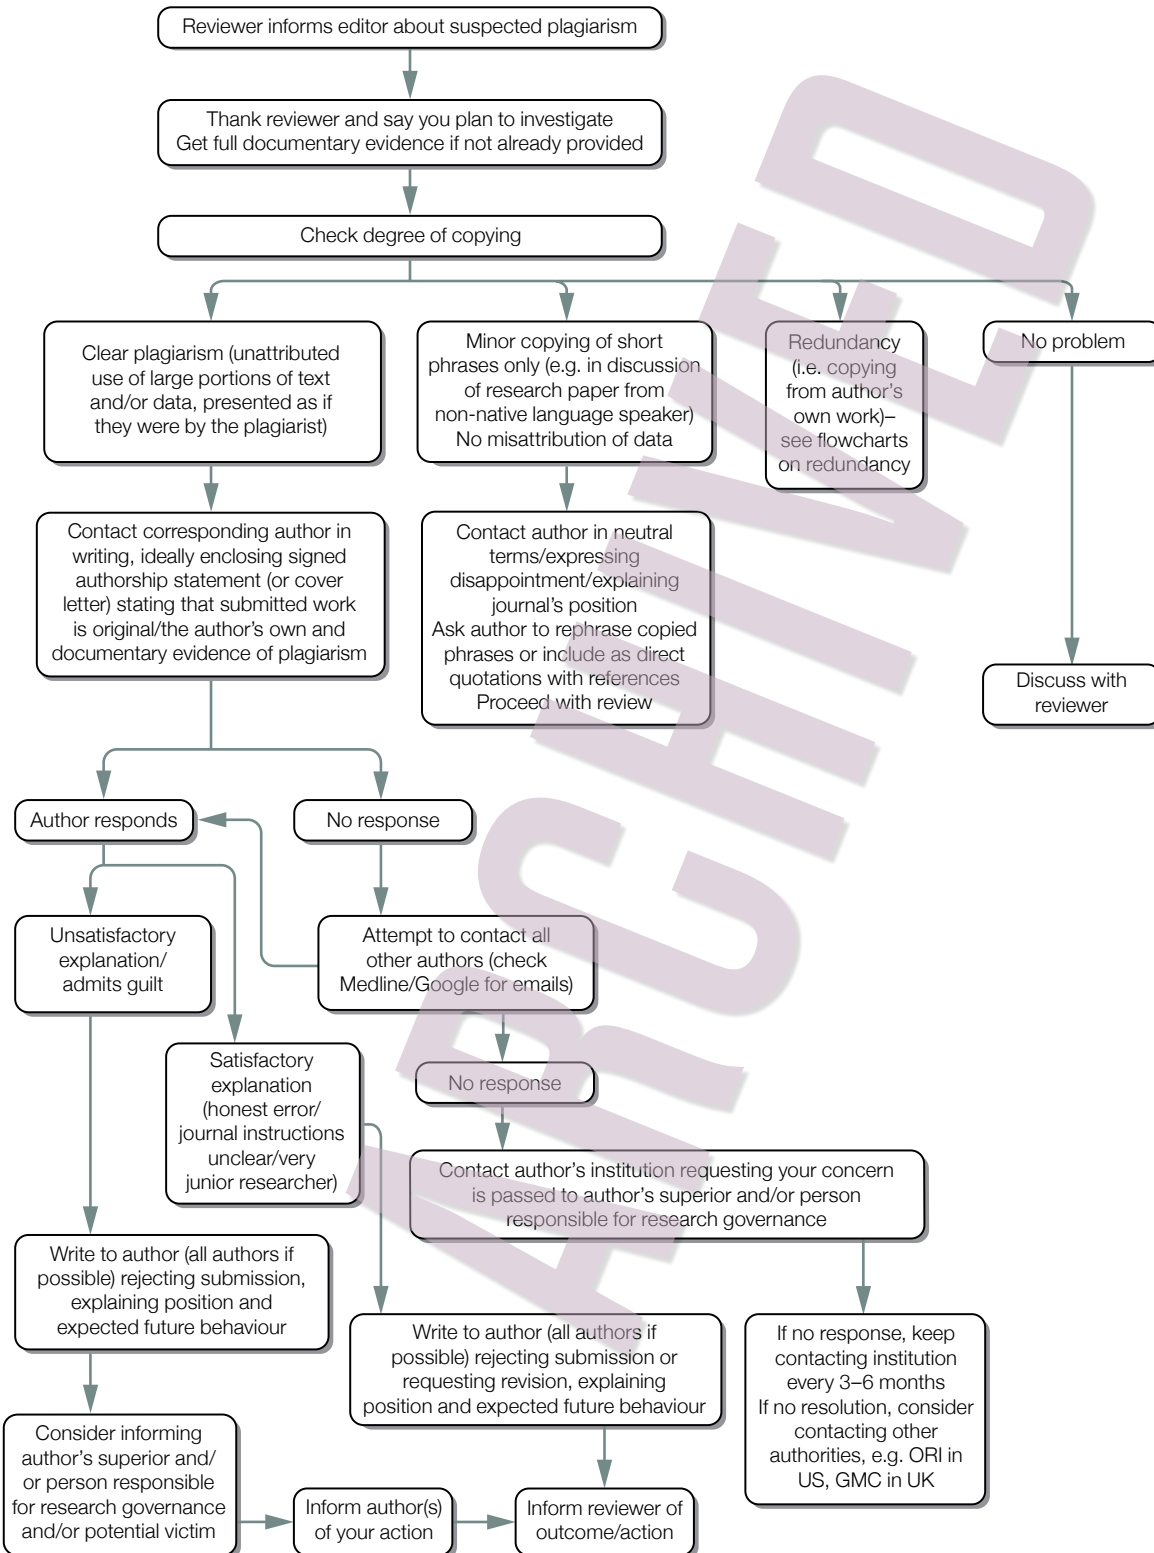 Reviewer informs editor about suspected plagiarism
Thank reviewer and say you plan to investigate
Get full documentary evidence if not already provided
Check degree of copying
Clear plagiarism (unattributed
use of large portions of text
and/or data, presented as if
they were by the plagiarist)
Minor copying of short
phrases only (e.g. in discussion
of research paper from
non-native language speaker)
No misattribution of data
Redundancy
(i.e. copying
from author's
own work)–
see flowcharts
on redundancy
No problem
Contact corresponding author in
writing, ideally enclosing signed
authorship statement (or cover
letter) stating that submitted work
is original/the author's own and
documentary evidence of plagiarism
Contact author in neutral
terms/expressing
disappointment/explaining
journal's position
Ask author to rephrase copied
phrases or include as direct
quotations with references
Proceed with review
Discuss with
reviewer
Author responds
No response
Unsatisfactory
explanation/
admits guilt
Attempt to contact all
other authors (check
Medline/Google for emails)
Satisfactory
explanation
(honest error/
journal instructions
unclear/very
junior researcher)
No response
Contact author's institution requesting your concern
is passed to author's superior and/or person
responsible for research governance
Write to author (all authors if
possible) rejecting submission,
explaining position and
expected future behaviour
Write to author (all authors if
possible) rejecting submission or
requesting revision, explaining
position and expected future behaviour
If no response, keep
contacting institution
every 3–6 months
If no resolution, consider
contacting other
authorities, e.g. ORI in
US, GMC in UK
Consider informing
author's superior and/
or person responsible
for research governance
and/or potential victim
Inform author(s)
of your action
Inform reviewer of
outcome/action
ARCHIVED